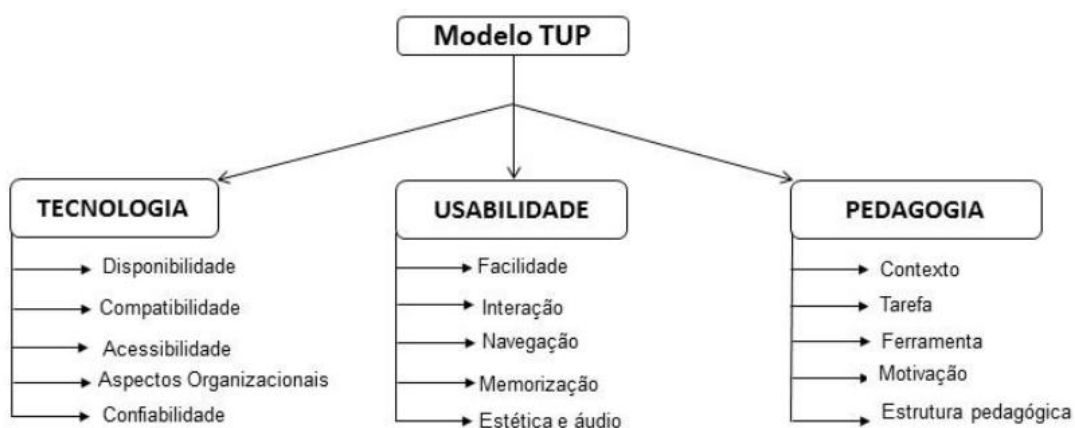 Modelo TUP
TECNOLOGIA
Disponibilidade
Compatibilidade
Acessibilidade
Aspectos Organizacionais
Confiabilidade
USABILIDADE
Facilidade
Interação
Navegação
Memorização
Estética e áudio
PEDAGOGIA
Contexto
Tarefa
Ferramenta
Motivação
Estrutura pedagógica